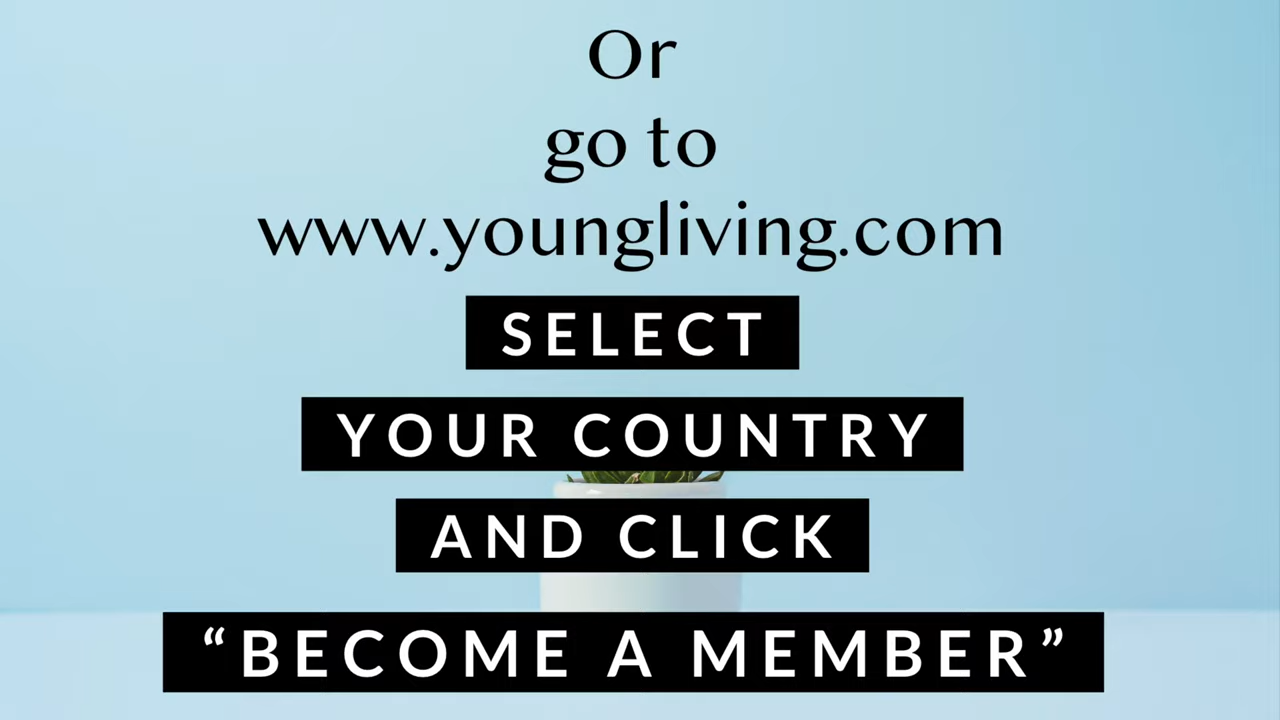 Or
go to
www.youngliving.com
SELECT
YOUR COUNTRY
AND CLICK
“BECOME A MEMBER”